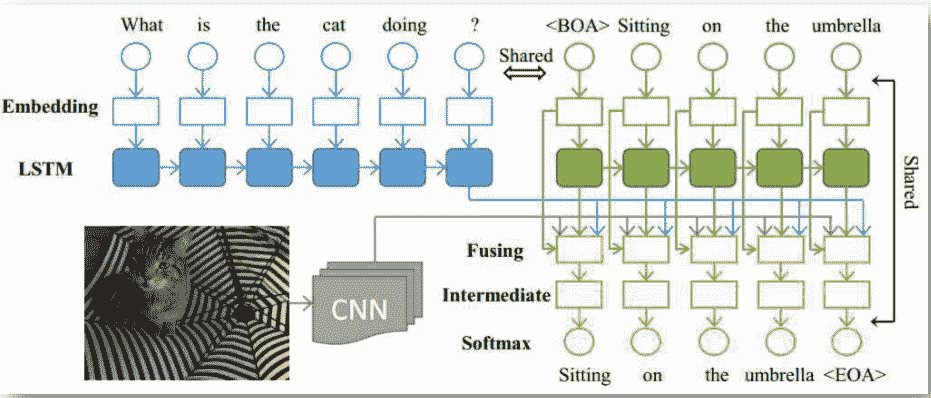 What is the cat doing ? <BOA> Sitting on the umbrella
Shared
Embedding
LSTM
Shared
Fusing
CNN
Intermediate
Softmax
Sitting on the umbrella <EOA>